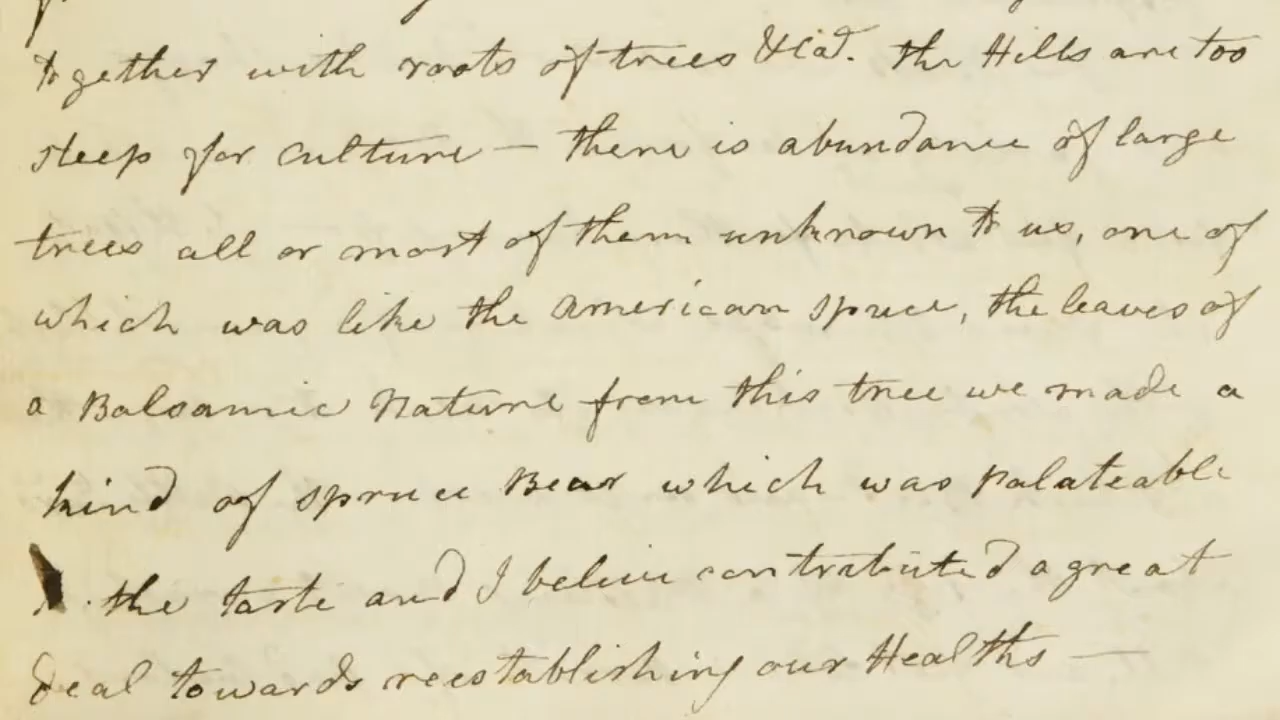 together with roots of trees &ca. the Hills are too
steep for culture — there is abundance of large
trees all or most of them unknown to us, one of
which was like the american spruce, the leaves of
a Balsamic Nature from this tree we made a
kind of spruce Bear which was palateable
the taste and I believe contrabuted a great
deal towards reestablishing our Healths —